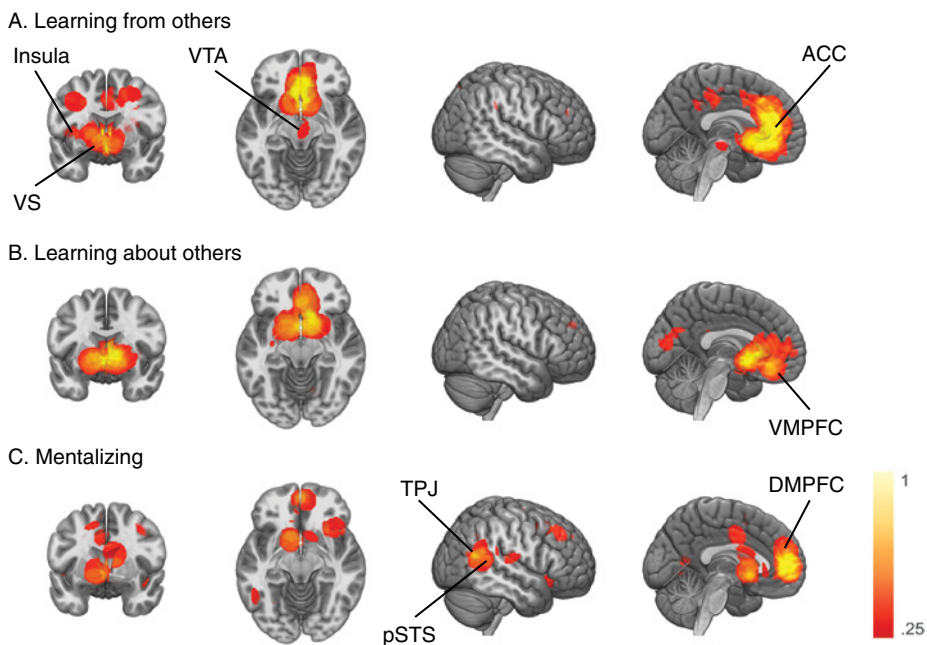 A. Learning from others
Insula
VTA
ACC
VS
B. Learning about others
VMPFC
C. Mentalizing
TPJ
DMPFC
1
pSTS
.25